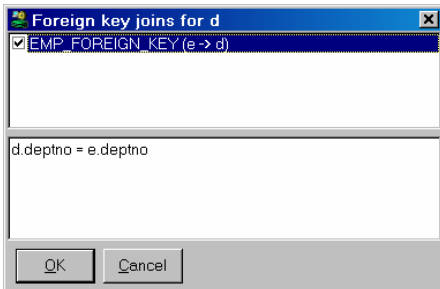 Foreign key joins for d
EMP_FOREIGN_KEY (e -> d)
d.deptno = e.deptno
OK
Cancel